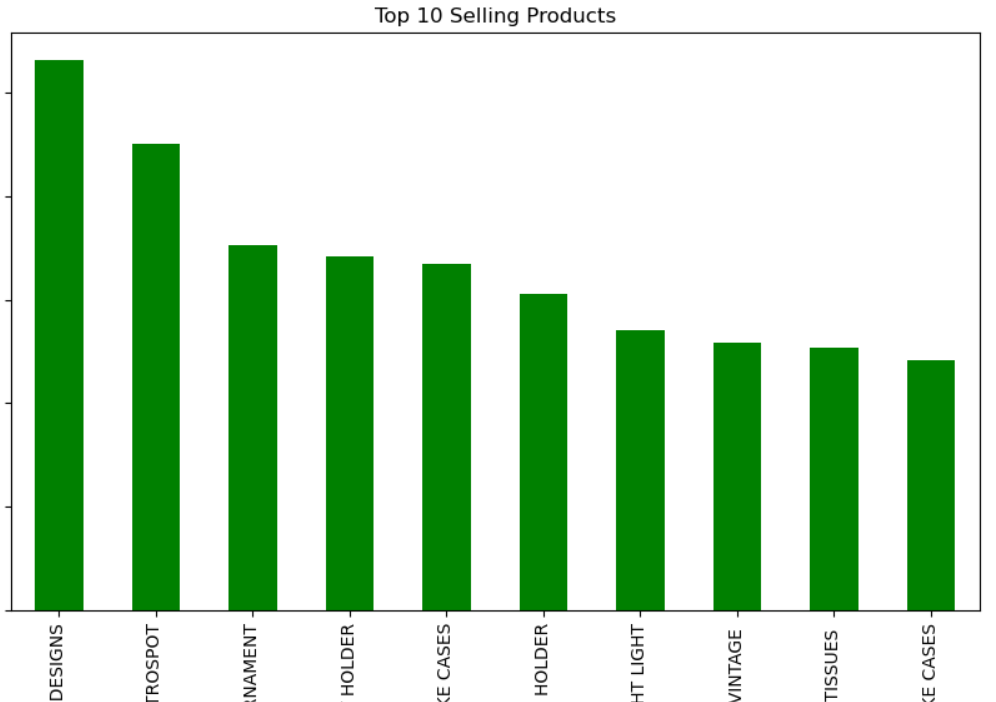 Top 10 Selling Products
DESIGNS
TROSPOT
RNAMENT
HOLDER
KE CASES
HOLDER
HT LIGHT
VINTAGE
TISSUES
KE CASES